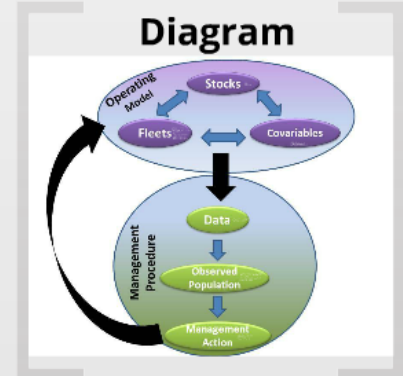 Diagram
Operating
Model
Stocks
Fleets
Covariables
Management
Procedure
Data
Observed
Population
Management
Action